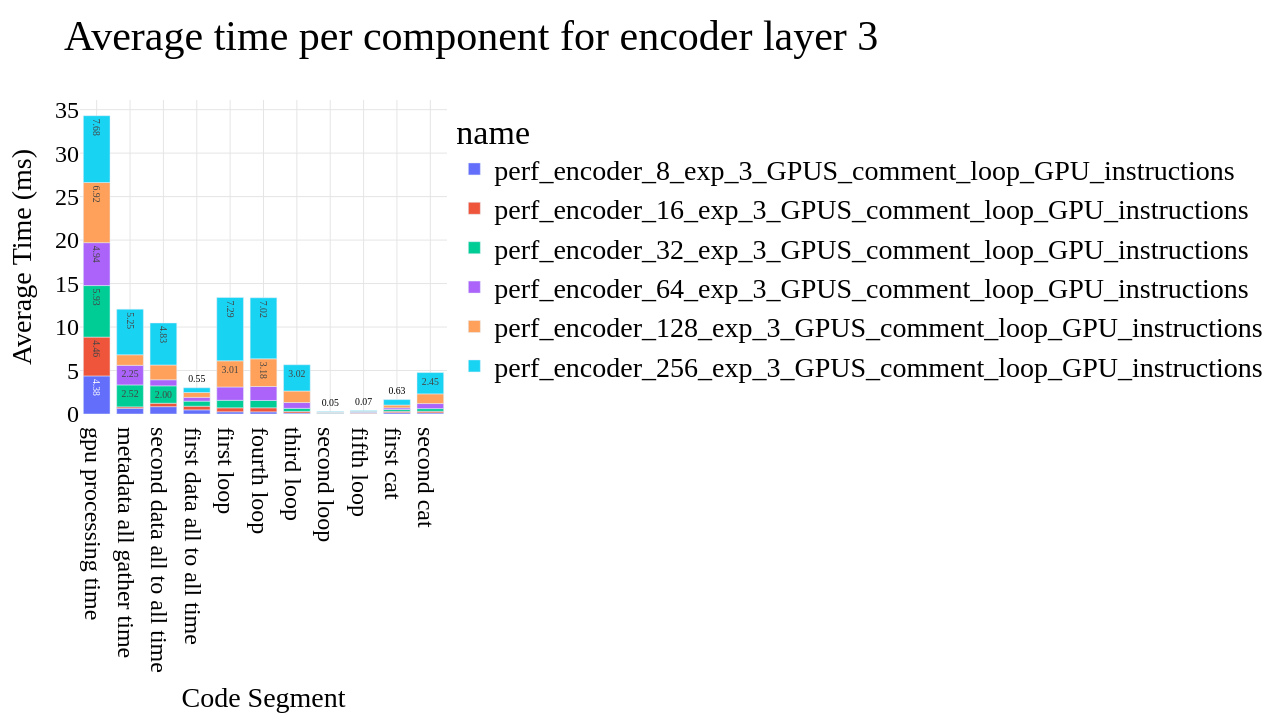 Average time per component for encoder layer 3
Average Time (ms)
35
30
25
20
15
10
5
0
7.68
6.92
4.94
5.93
4.46
4.38
5.25
2.25
2.52
4.83
2.00
0.55
7.29
3.01
7.02
3.18
3.02
0.05
0.07
0.63
2.45
gpu processing time
metadata all gather time
second data all to all time
first data all to all time
first loop
fourth loop
third loop
second loop
fifth loop
first cat
second cat
Code Segment
name
perf_encoder_8_exp_3_GPUS_comment_loop_GPU_instructions
perf_encoder_16_exp_3_GPUS_comment_loop_GPU_instructions
perf_encoder_32_exp_3_GPUS_comment_loop_GPU_instructions
perf_encoder_64_exp_3_GPUS_comment_loop_GPU_instructions
perf_encoder_128_exp_3_GPUS_comment_loop_GPU_instructions
perf_encoder_256_exp_3_GPUS_comment_loop_GPU_instructions